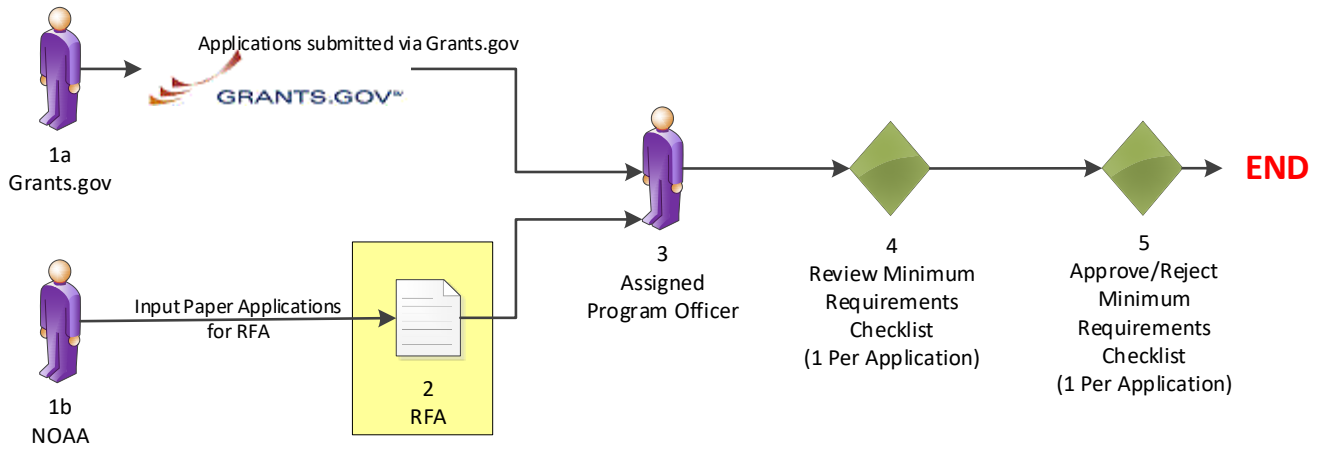 Applications submitted via Grants.gov
GRANTS.GOV℠
1a
Grants.gov
Input Paper Applications
for RFA
1b
NOAA
2
RFA
3
Assigned
Program Officer
4
Review Minimum
Requirements
Checklist
(1 Per Application)
5
Approve/Reject
Minimum
Requirements
Checklist
(1 Per Application)
END